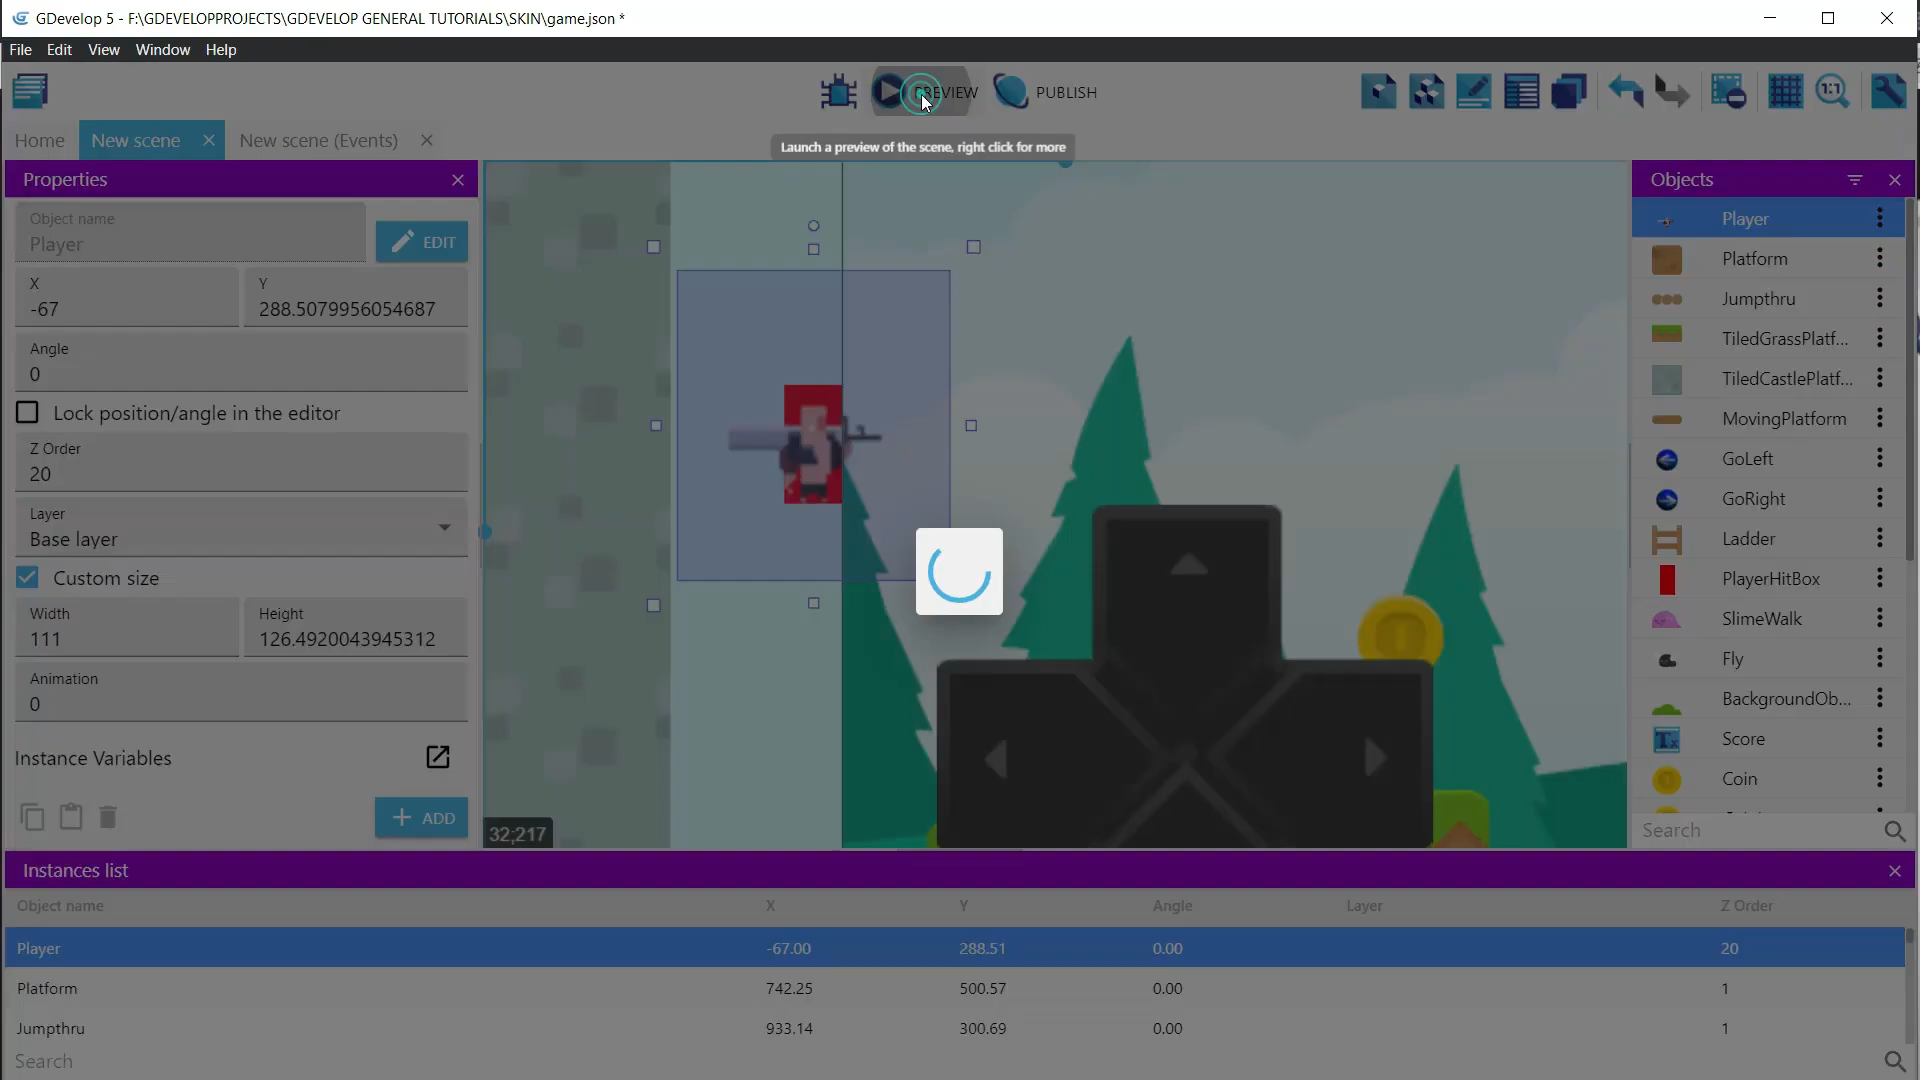 GDevelop 5 - F:\GDEVELOPPROJECTS\GDEVELOP GENERAL TUTORIALS\SKIN\game.json *
File Edit View Window Help
PREVIEW PUBLISH
Launch a preview of the scene, right click for more
Home New scene New scene (Events)
Properties
Object name
Player
EDIT
X Y
-67 288.5079956054687
Angle
0
Lock position/angle in the editor
Z Order
20
Layer
Base layer
Custom size
Width Height
111 126.4920043945312
Animation
0
Instance Variables
ADD
32;217
1:1
Objects
Player
Platform
Jumpthru
TiledGrassPlatf...
TiledCastlePlatf...
MovingPlatform
GoLeft
GoRight
Ladder
PlayerHitBox
SlimeWalk
Fly
BackgroundOb...
Tx Score
Coin
Search
Instances list
Object name X Y Angle Layer Z Order
Player -67.00 288.51 0.00 20
Platform 742.25 500.57 0.00 1
Jumpthru 933.14 300.69 0.00 1
Search